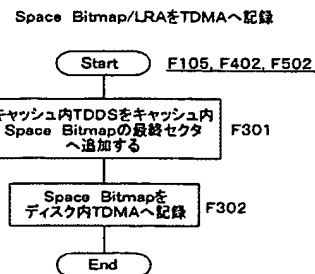 Space Bitmap/LRAをTDMAへ記録
Start
F105, F402, F502
キャッシュ内TDDSをキャッシュ内
Space Bitmapの最終セクタ
へ追加する
F301
Space Bitmapを
ディスク内TDMAへ記録
F302
End